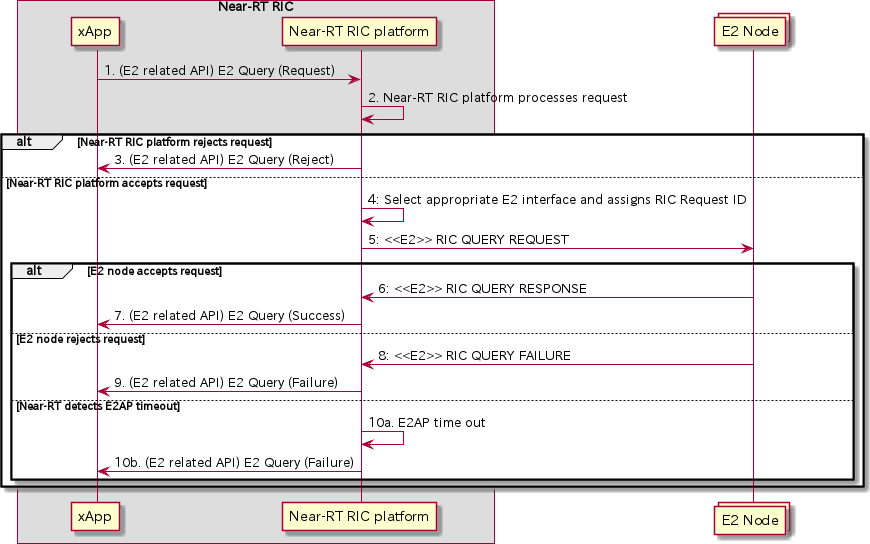 Near-RT RIC
xApp
Near-RT RIC platform
E2 Node
1. (E2 related API) E2 Query (Request)
2. Near-RT RIC platform processes request
alt
[Near-RT RIC platform rejects request]
3. (E2 related API) E2 Query (Reject)
[Near-RT RIC platform accepts request]
4: Select appropriate E2 interface and assigns RIC Request ID
5: <<E2>> RIC QUERY REQUEST
alt
[E2 node accepts request]
6: <<E2>> RIC QUERY RESPONSE
7. (E2 related API) E2 Query (Success)
[E2 node rejects request]
8: <<E2>> RIC QUERY FAILURE
9. (E2 related API) E2 Query (Failure)
[Near-RT detects E2AP timeout]
10a. E2AP time out
10b. (E2 related API) E2 Query (Failure)
xApp
Near-RT RIC platform
E2 Node